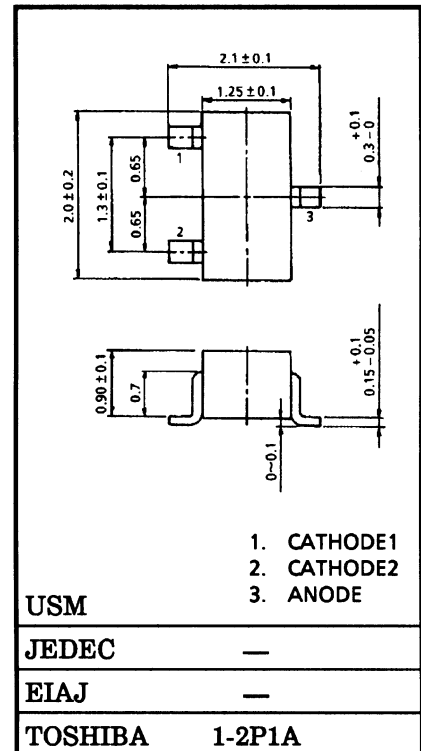 2.1±0.1
1.25±0.1
+0.1
0.3-0
1
0.65
1.3±0.1
2.0±0.2
0.65
2
3
0.90±0.1
0.7
0~0.1
+0.1
0.15-0.05
1. CATHODE1
2. CATHODE2
3. ANODE
USM
JEDEC —
EIAJ —
TOSHIBA 1-2P1A